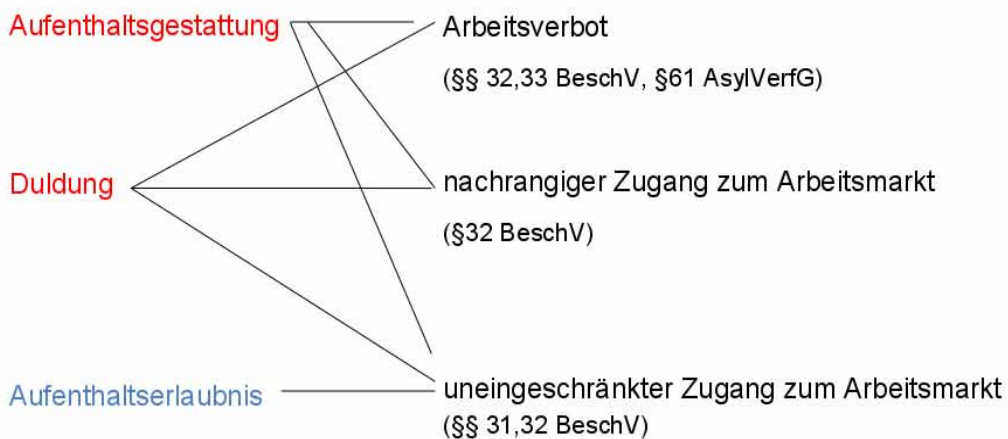 Aufenthaltsgestattung
Arbeitsverbot
(§§ 32,33 BeschV, §61 AsylVerfG)
Duldung
nachrangiger Zugang zum Arbeitsmarkt
(§32 BeschV)
Aufenthaltserlaubnis
uneingeschränkter Zugang zum Arbeitsmarkt
(§§ 31,32 BeschV)